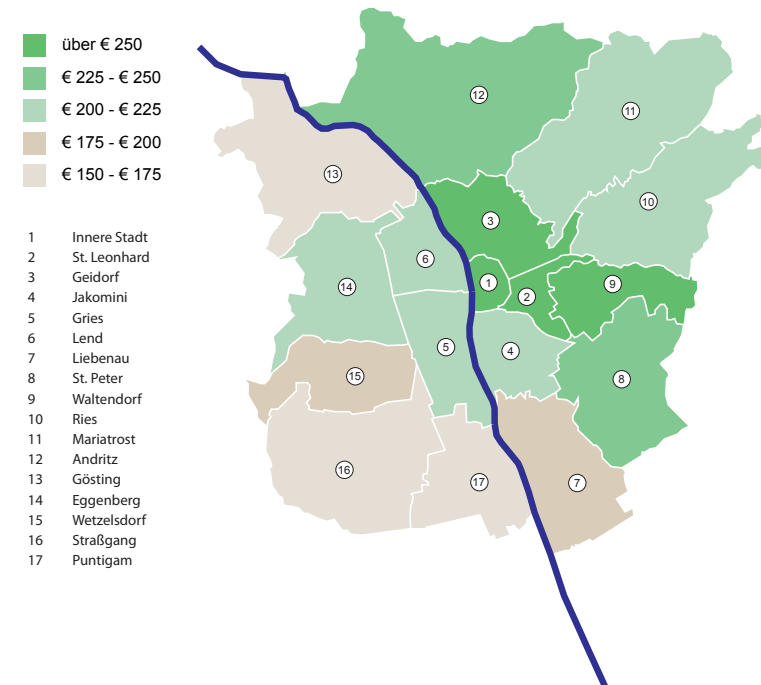 über € 250
€ 225 - € 250
€ 200 - € 225
€ 175 - € 200
€ 150 - € 175
1 Innere Stadt
2 St. Leonhard
3 Geidorf
4 Jakomini
5 Gries
6 Lend
7 Liebenau
8 St. Peter
9 Waltendorf
10 Ries
11 Mariatrost
12 Andritz
13 Gösting
14 Eggenberg
15 Wetzelsdorf
16 Straßgang
17 Puntigam
12
11
13
10
3
6
1
9
14
2
5
4
15
8
16
17
7